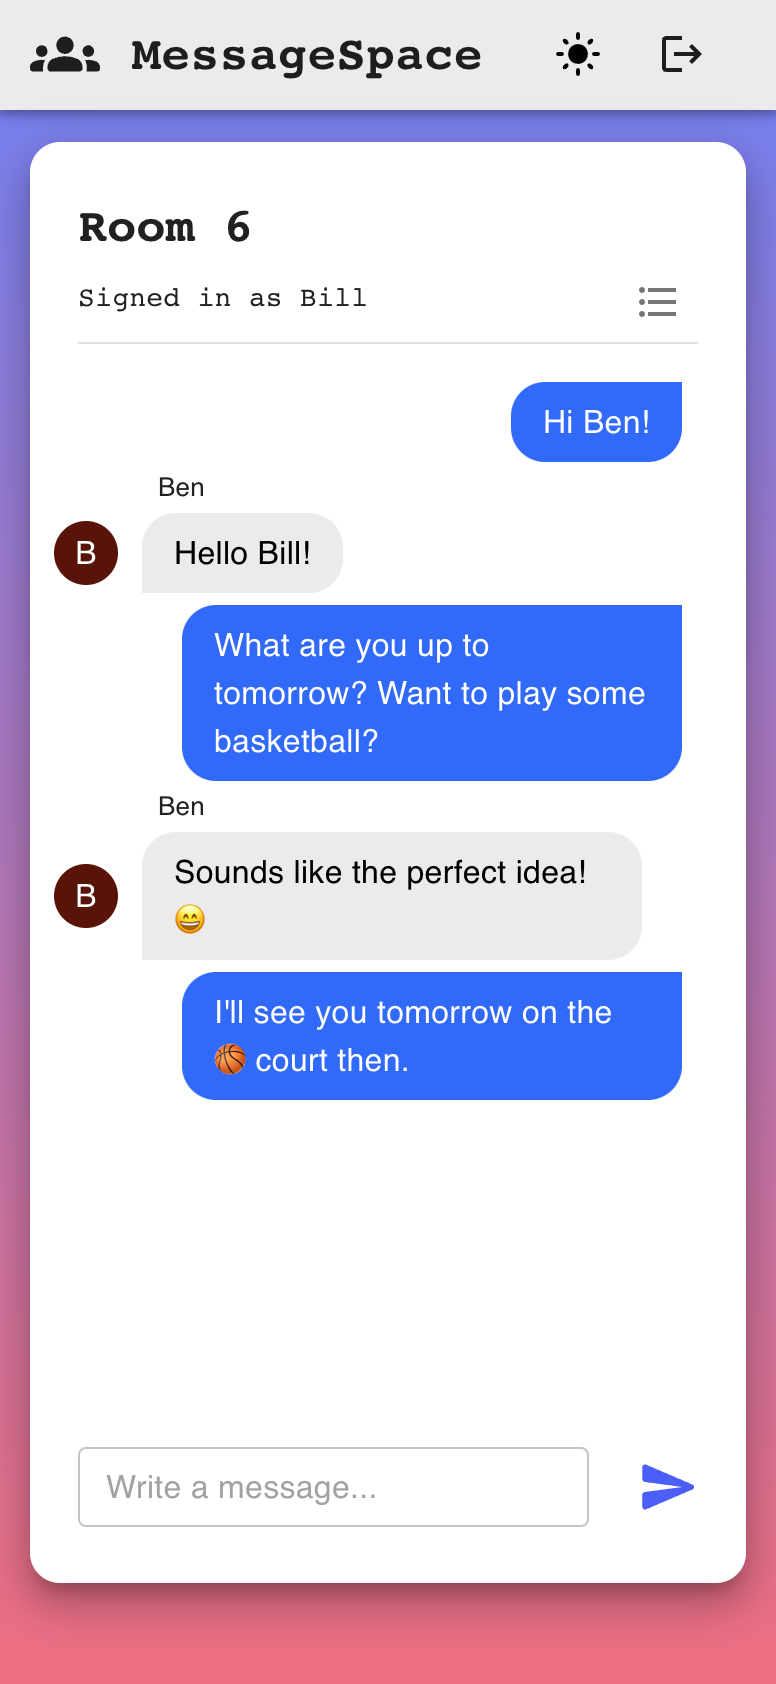 MessageSpace
Room 6
Signed in as Bill
Hi Ben!
Ben
B
Hello Bill!
What are you up to
tomorrow? Want to play some
basketball?
Ben
B
Sounds like the perfect idea!
😄
I'll see you tomorrow on the
🏀 court then.
Write a message...